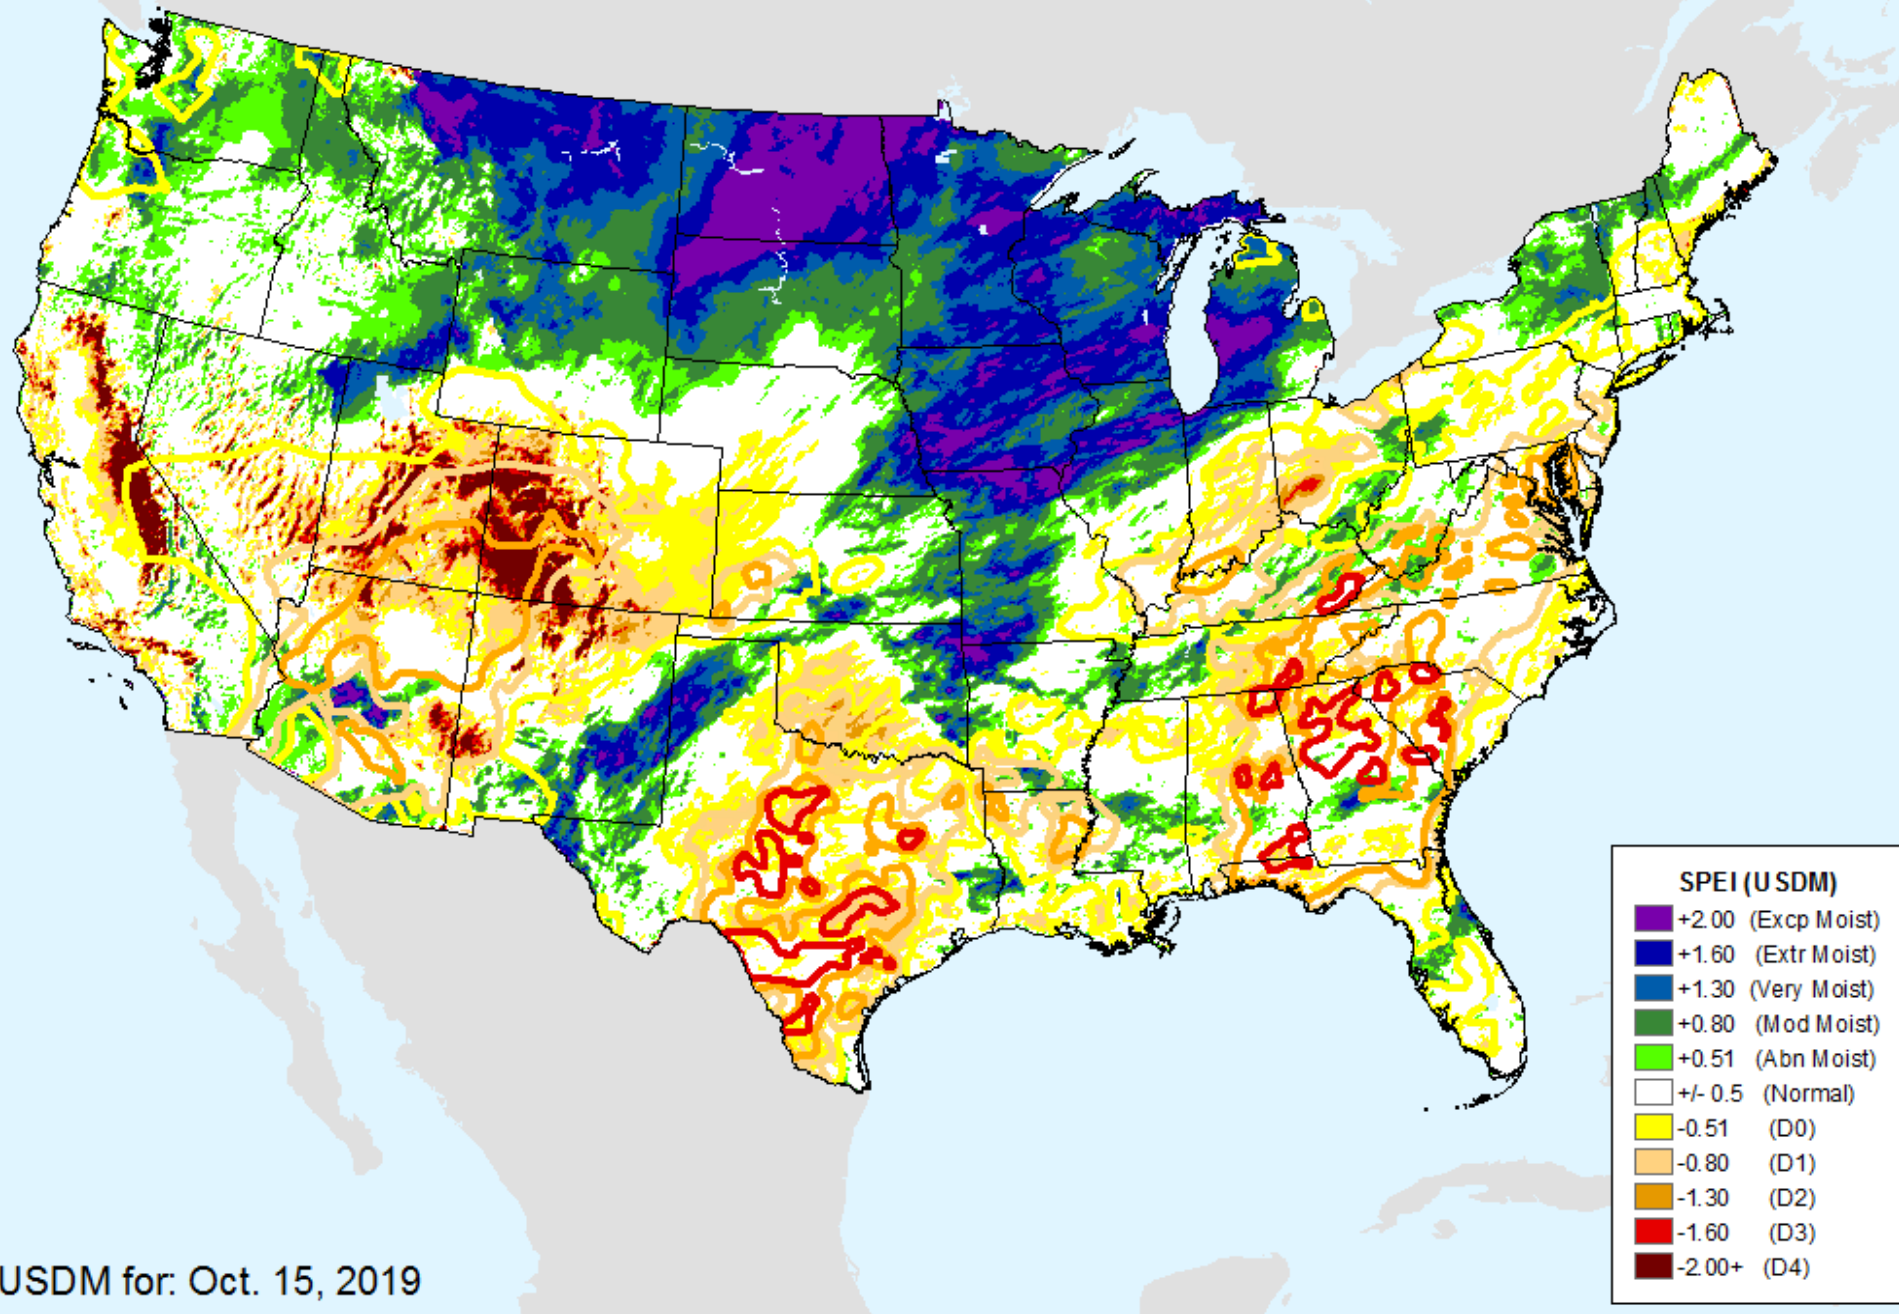 SPEI (USDM)
+2.00 (Excp Moist)
+1.60 (Extr Moist)
+1.30 (Very Moist)
+0.80 (Mod Moist)
+0.51 (Abn Moist)
+/- 0.5 (Normal)
-0.51 (D0)
-0.80 (D1)
-1.30 (D2)
-1.60 (D3)
-2.00+ (D4)
USDM for: Oct. 15, 2019